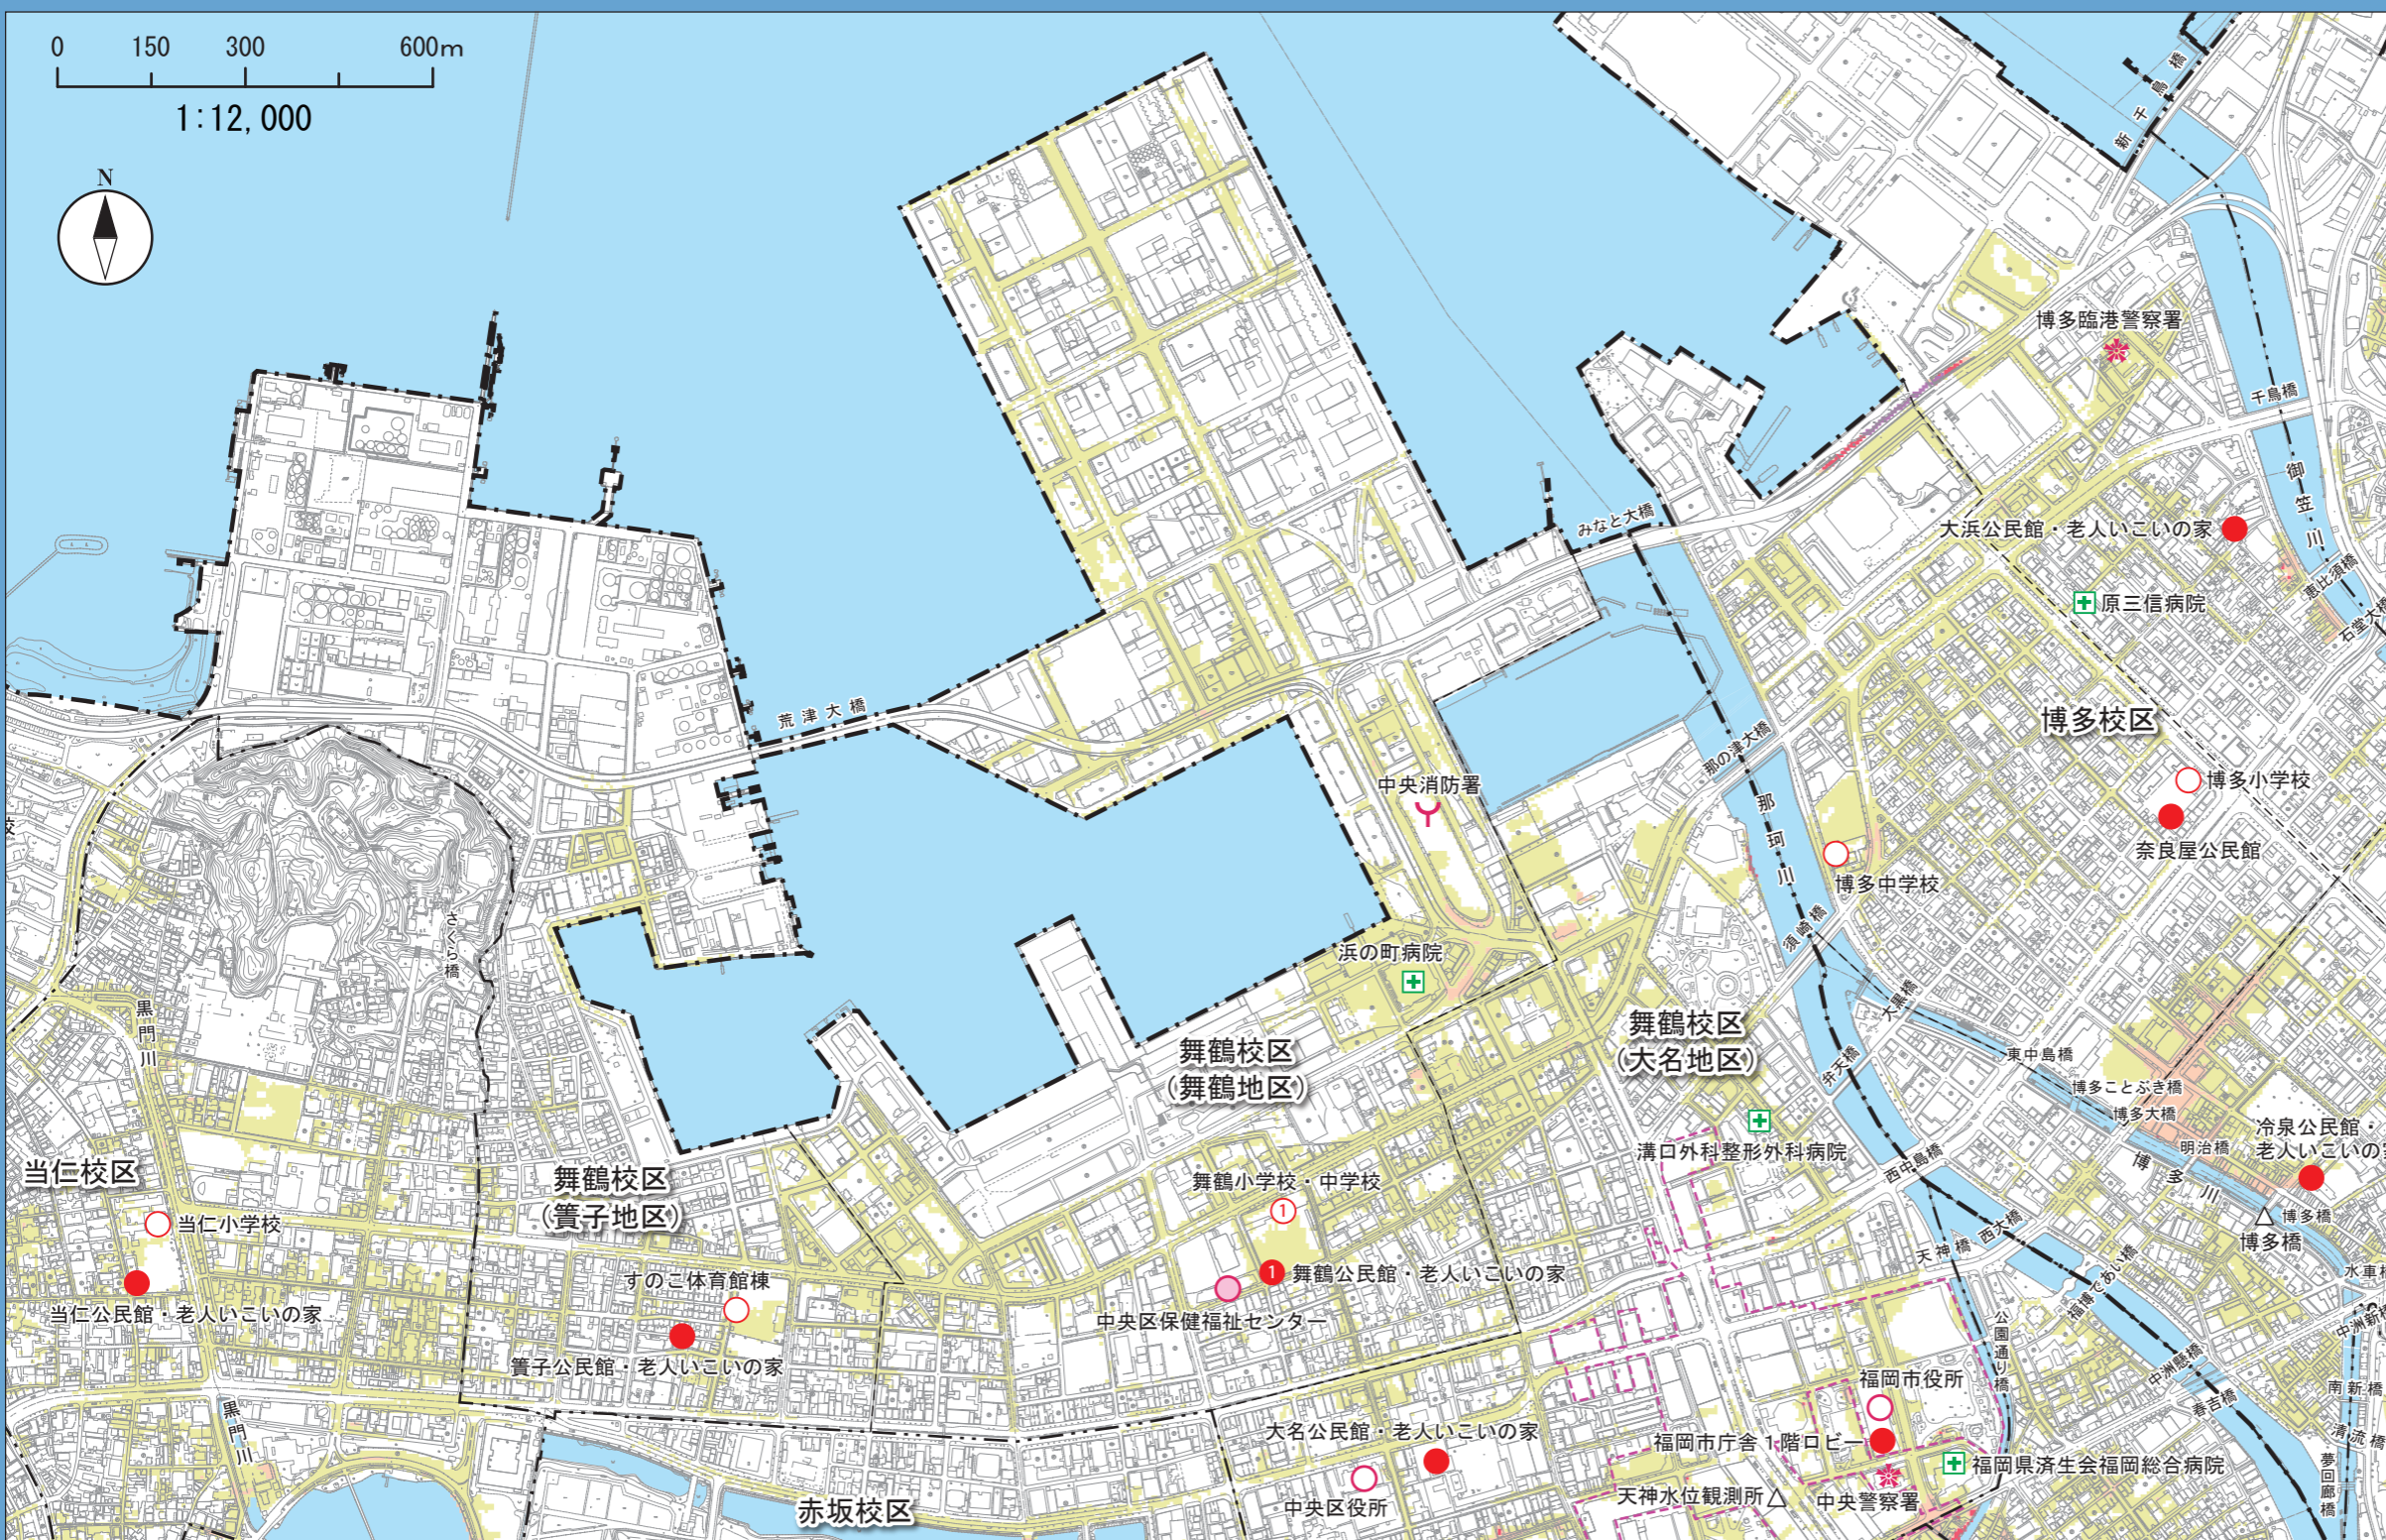 0 150 300 600m
1:12,000
N
新千鳥橋
博多臨港警察署
千鳥橋
御笠川
みなと大橋
大浜公民館・老人いこいの家
恵比須橋
原三信病院
石堂大橋
荒津大橋
博多校区
那の津大橋
中央消防署
博多小学校
那珂川
奈良屋公民館
博多中学校
校
さくら橋
須崎橋
浜の町病院
大黒橋
黒門川
舞鶴校区
(大名地区)
舞鶴校区
(舞鶴地区)
東中島橋
弁天橋
博多ことぶき橋
博多大橋
冷泉公民館・
老人いこいの家
明治橋
溝口外科整形外科病院
当仁校区
舞鶴校区
(簀子地区)
西中島橋
博多川
舞鶴小学校・中学校
1
当仁小学校
博多橋
博多橋
西大橋
天神橋
1 舞鶴公民館・老人いこいの家
すのこ体育館棟
福博であい橋
水車橋
当仁公民館・老人いこいの家
中央区保健福祉センター
公園通り橋
中洲新橋
簀子公民館・老人いこいの家
中洲懸橋
福岡市役所
南新橋
春吉橋
黒門川
大名公民館・老人いこいの家
福岡市庁舎1階ロビー
清流橋
福岡県済生会福岡総合病院
夢回廊橋
中央区役所
天神水位観測所
中央警察署
赤坂校区